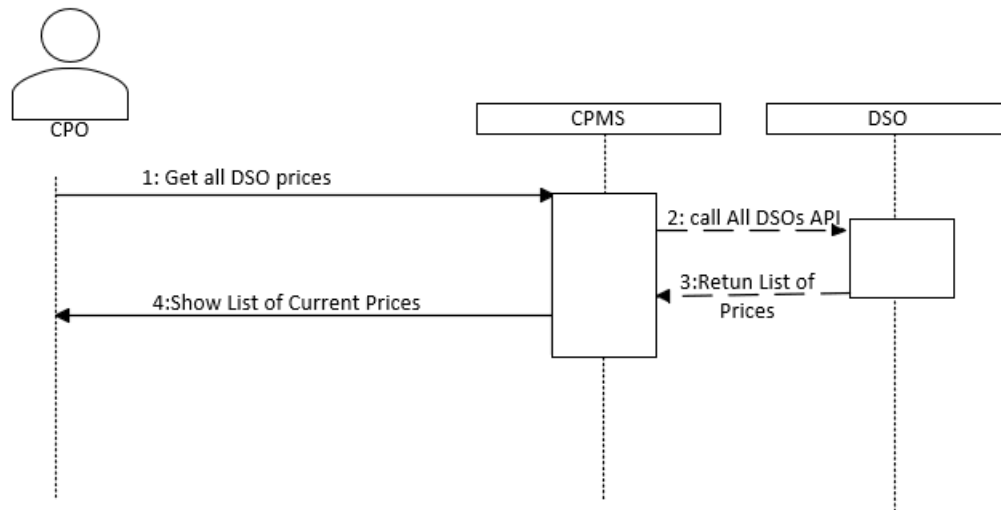 CPO
CPMS
DSO
1: Get all DSO prices
2: call All DSOs API
3:Retun List of
Prices
4:Show List of Current Prices